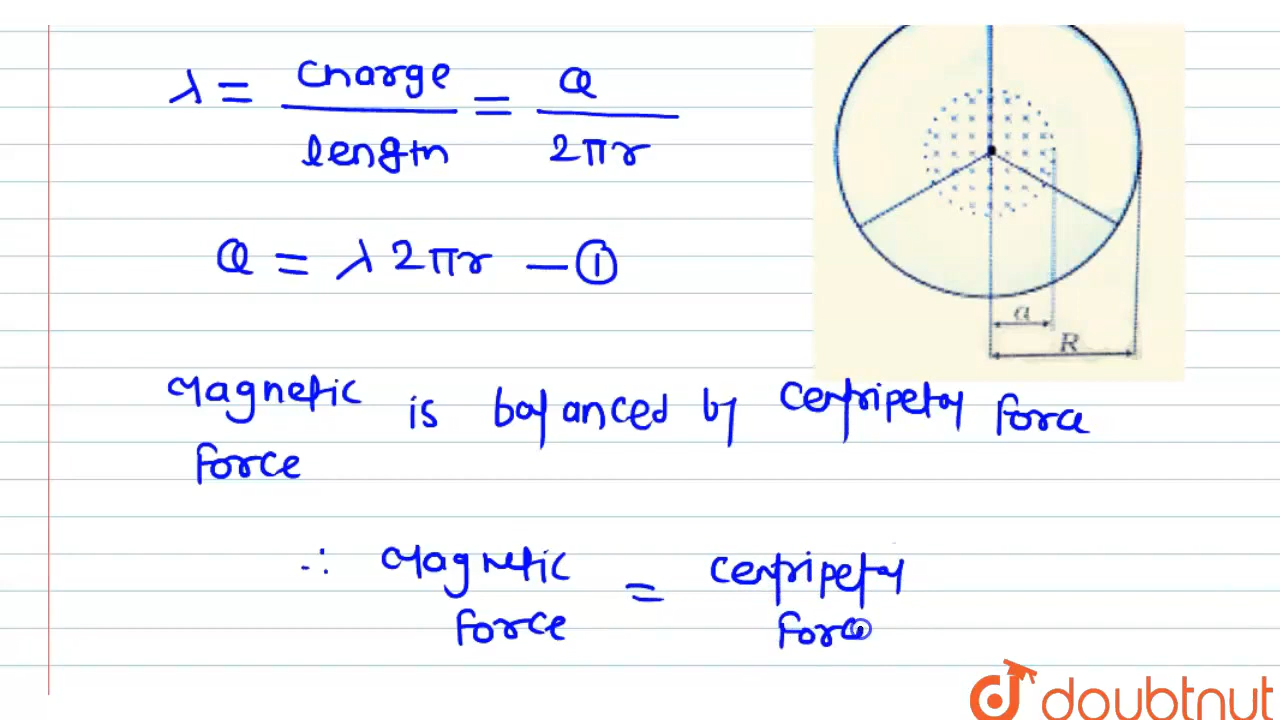 λ = charge / length = Q / 2πr
Q = λ 2πr — ①
a
R
Magnetic force is balanced by centripetal force
∴ Magnetic force = centripetal force
doubtnut